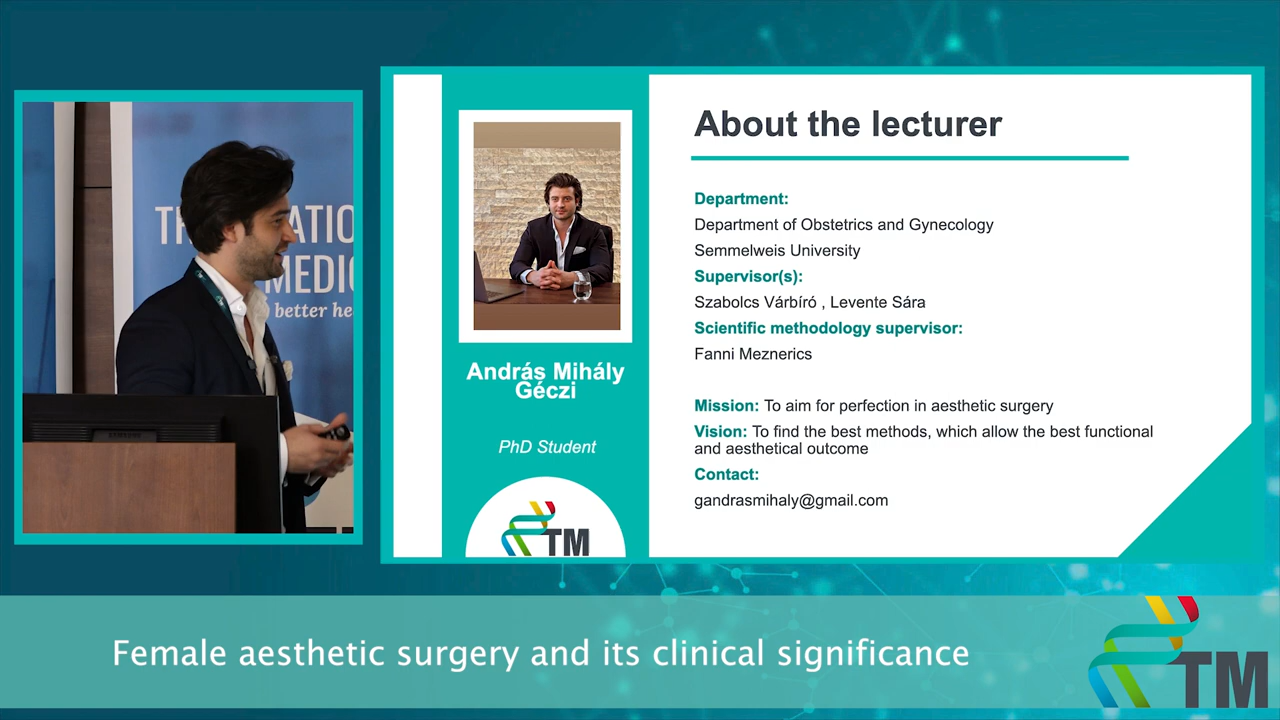 About the lecturer
Department:
Department of Obstetrics and Gynecology
Semmelweis University
Supervisor(s):
Szabolcs Várbíró , Levente Sára
Scientific methodology supervisor:
Fanni Meznerics
Mission: To aim for perfection in aesthetic surgery
Vision: To find the best methods, which allow the best functional
and aesthetical outcome
Contact:
gandrasmihaly@gmail.com
András Mihály
Géczi
PhD Student
TM
better he
SAMSUNG
Female aesthetic surgery and its clinical significance
TM